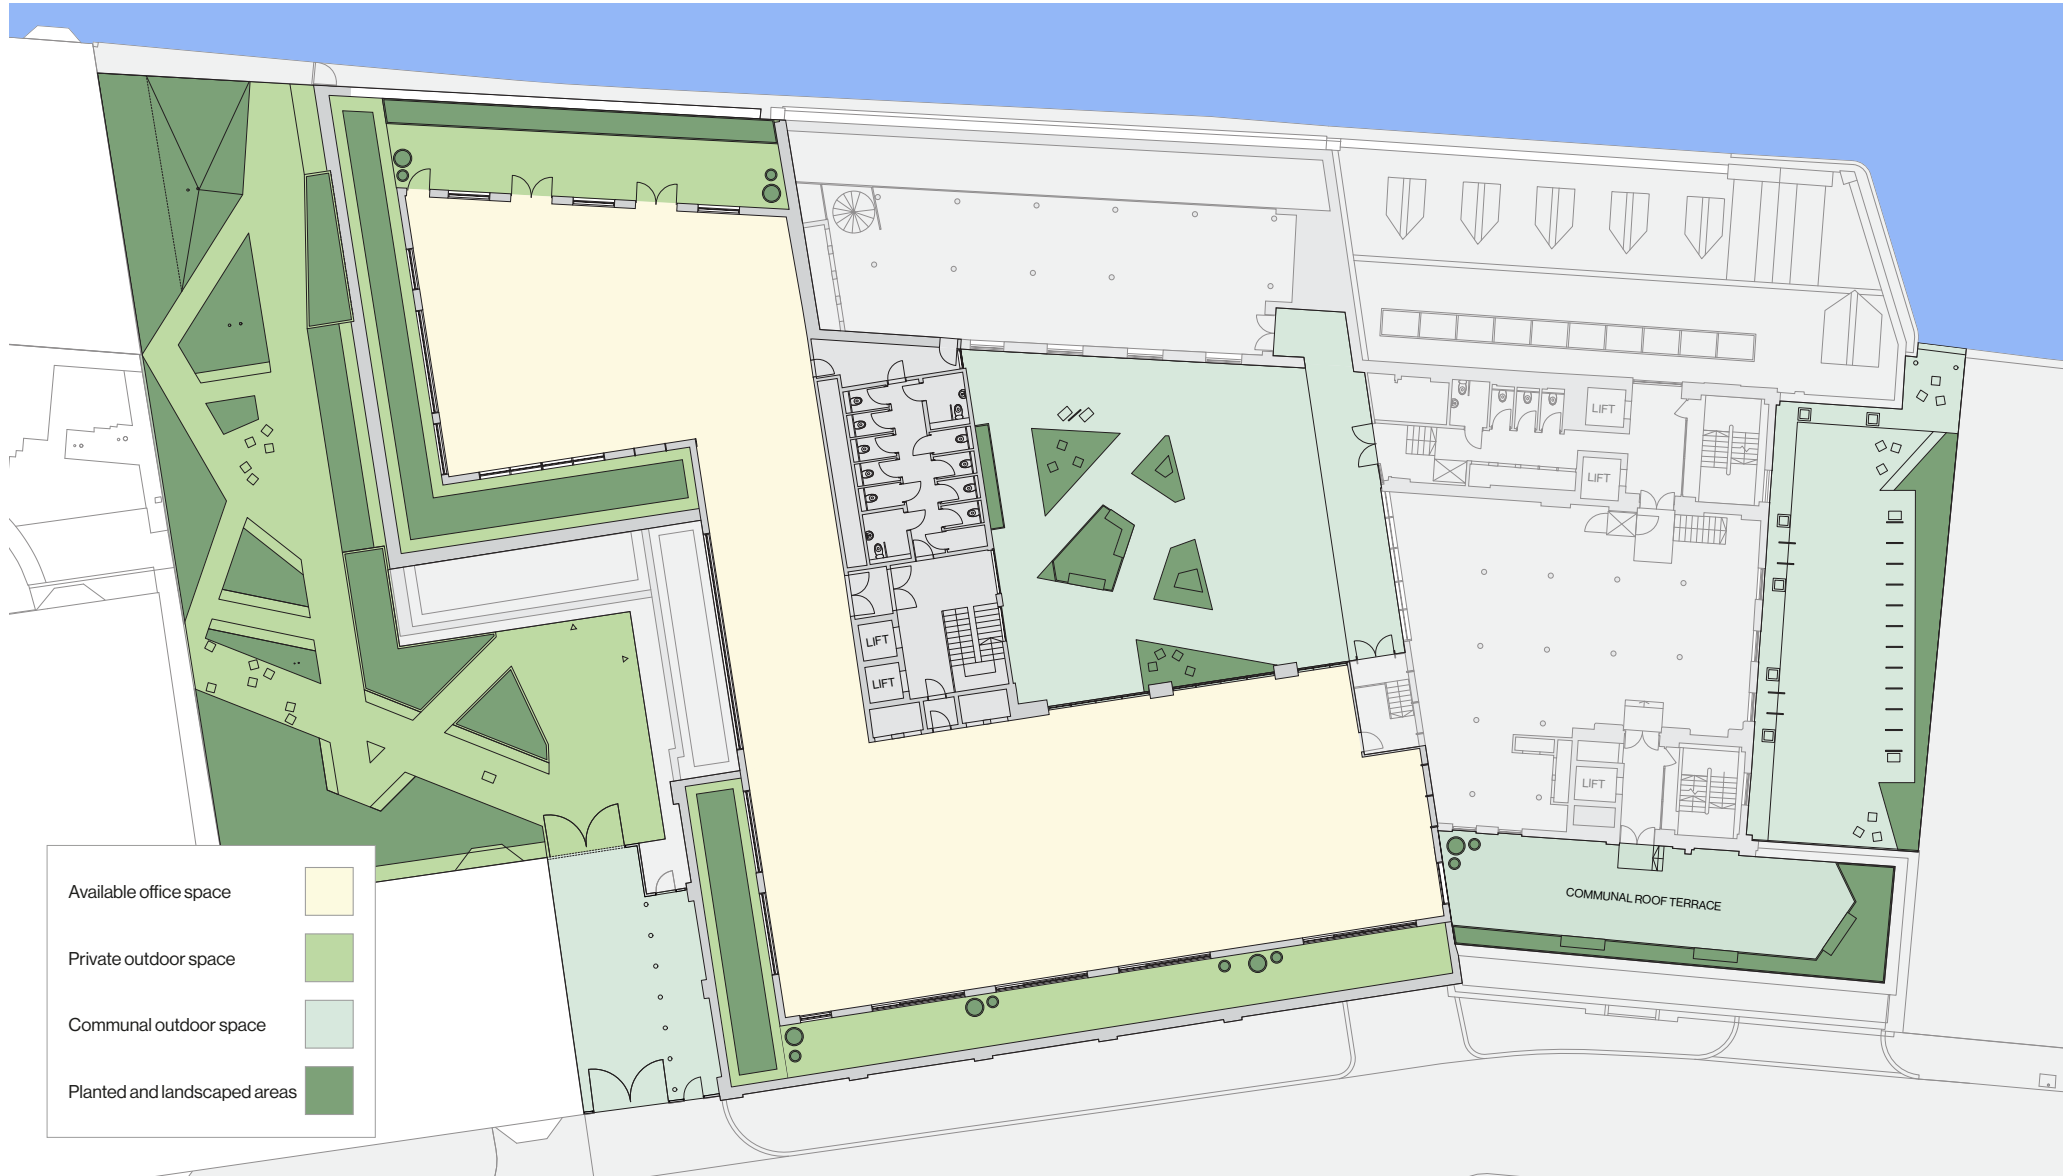 LIFT
LIFT
LIFT
LIFT
LIFT
COMMUNAL ROOF TERRACE
Available office space
Private outdoor space
Communal outdoor space
Planted and landscaped areas